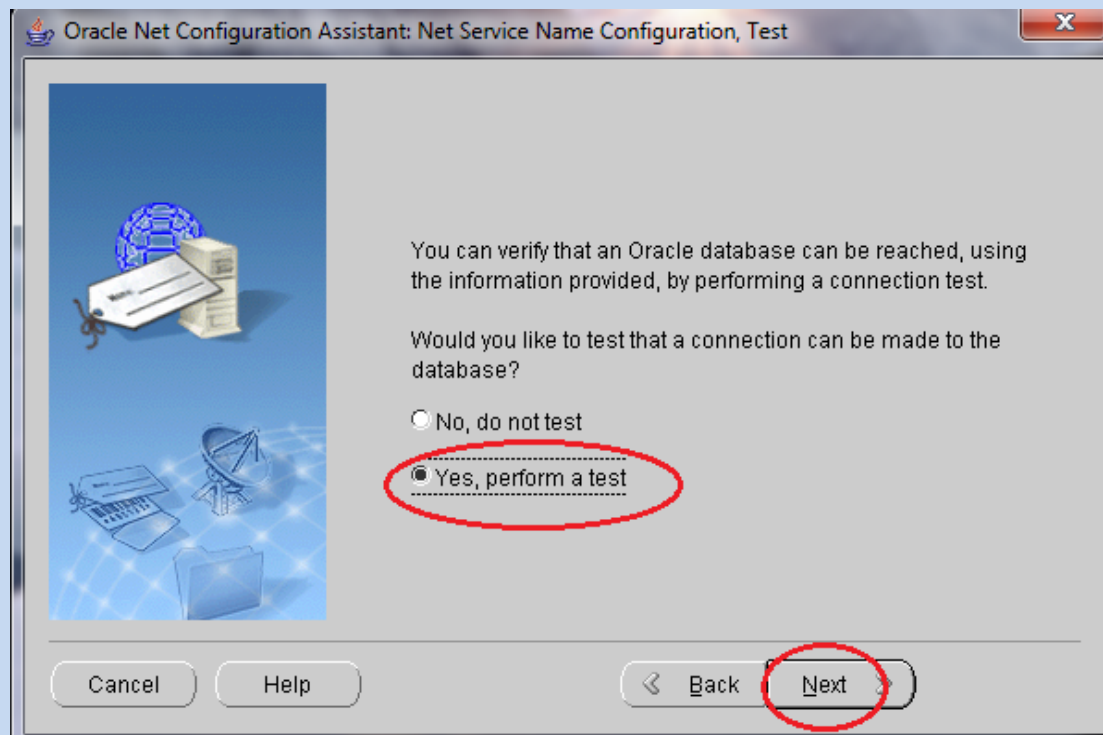 Oracle Net Configuration Assistant: Net Service Name Configuration, Test
You can verify that an Oracle database can be reached, using
the information provided, by performing a connection test.
Would you like to test that a connection can be made to the
database?
No, do not test
Yes, perform a test
Cancel
Help
Back
Next